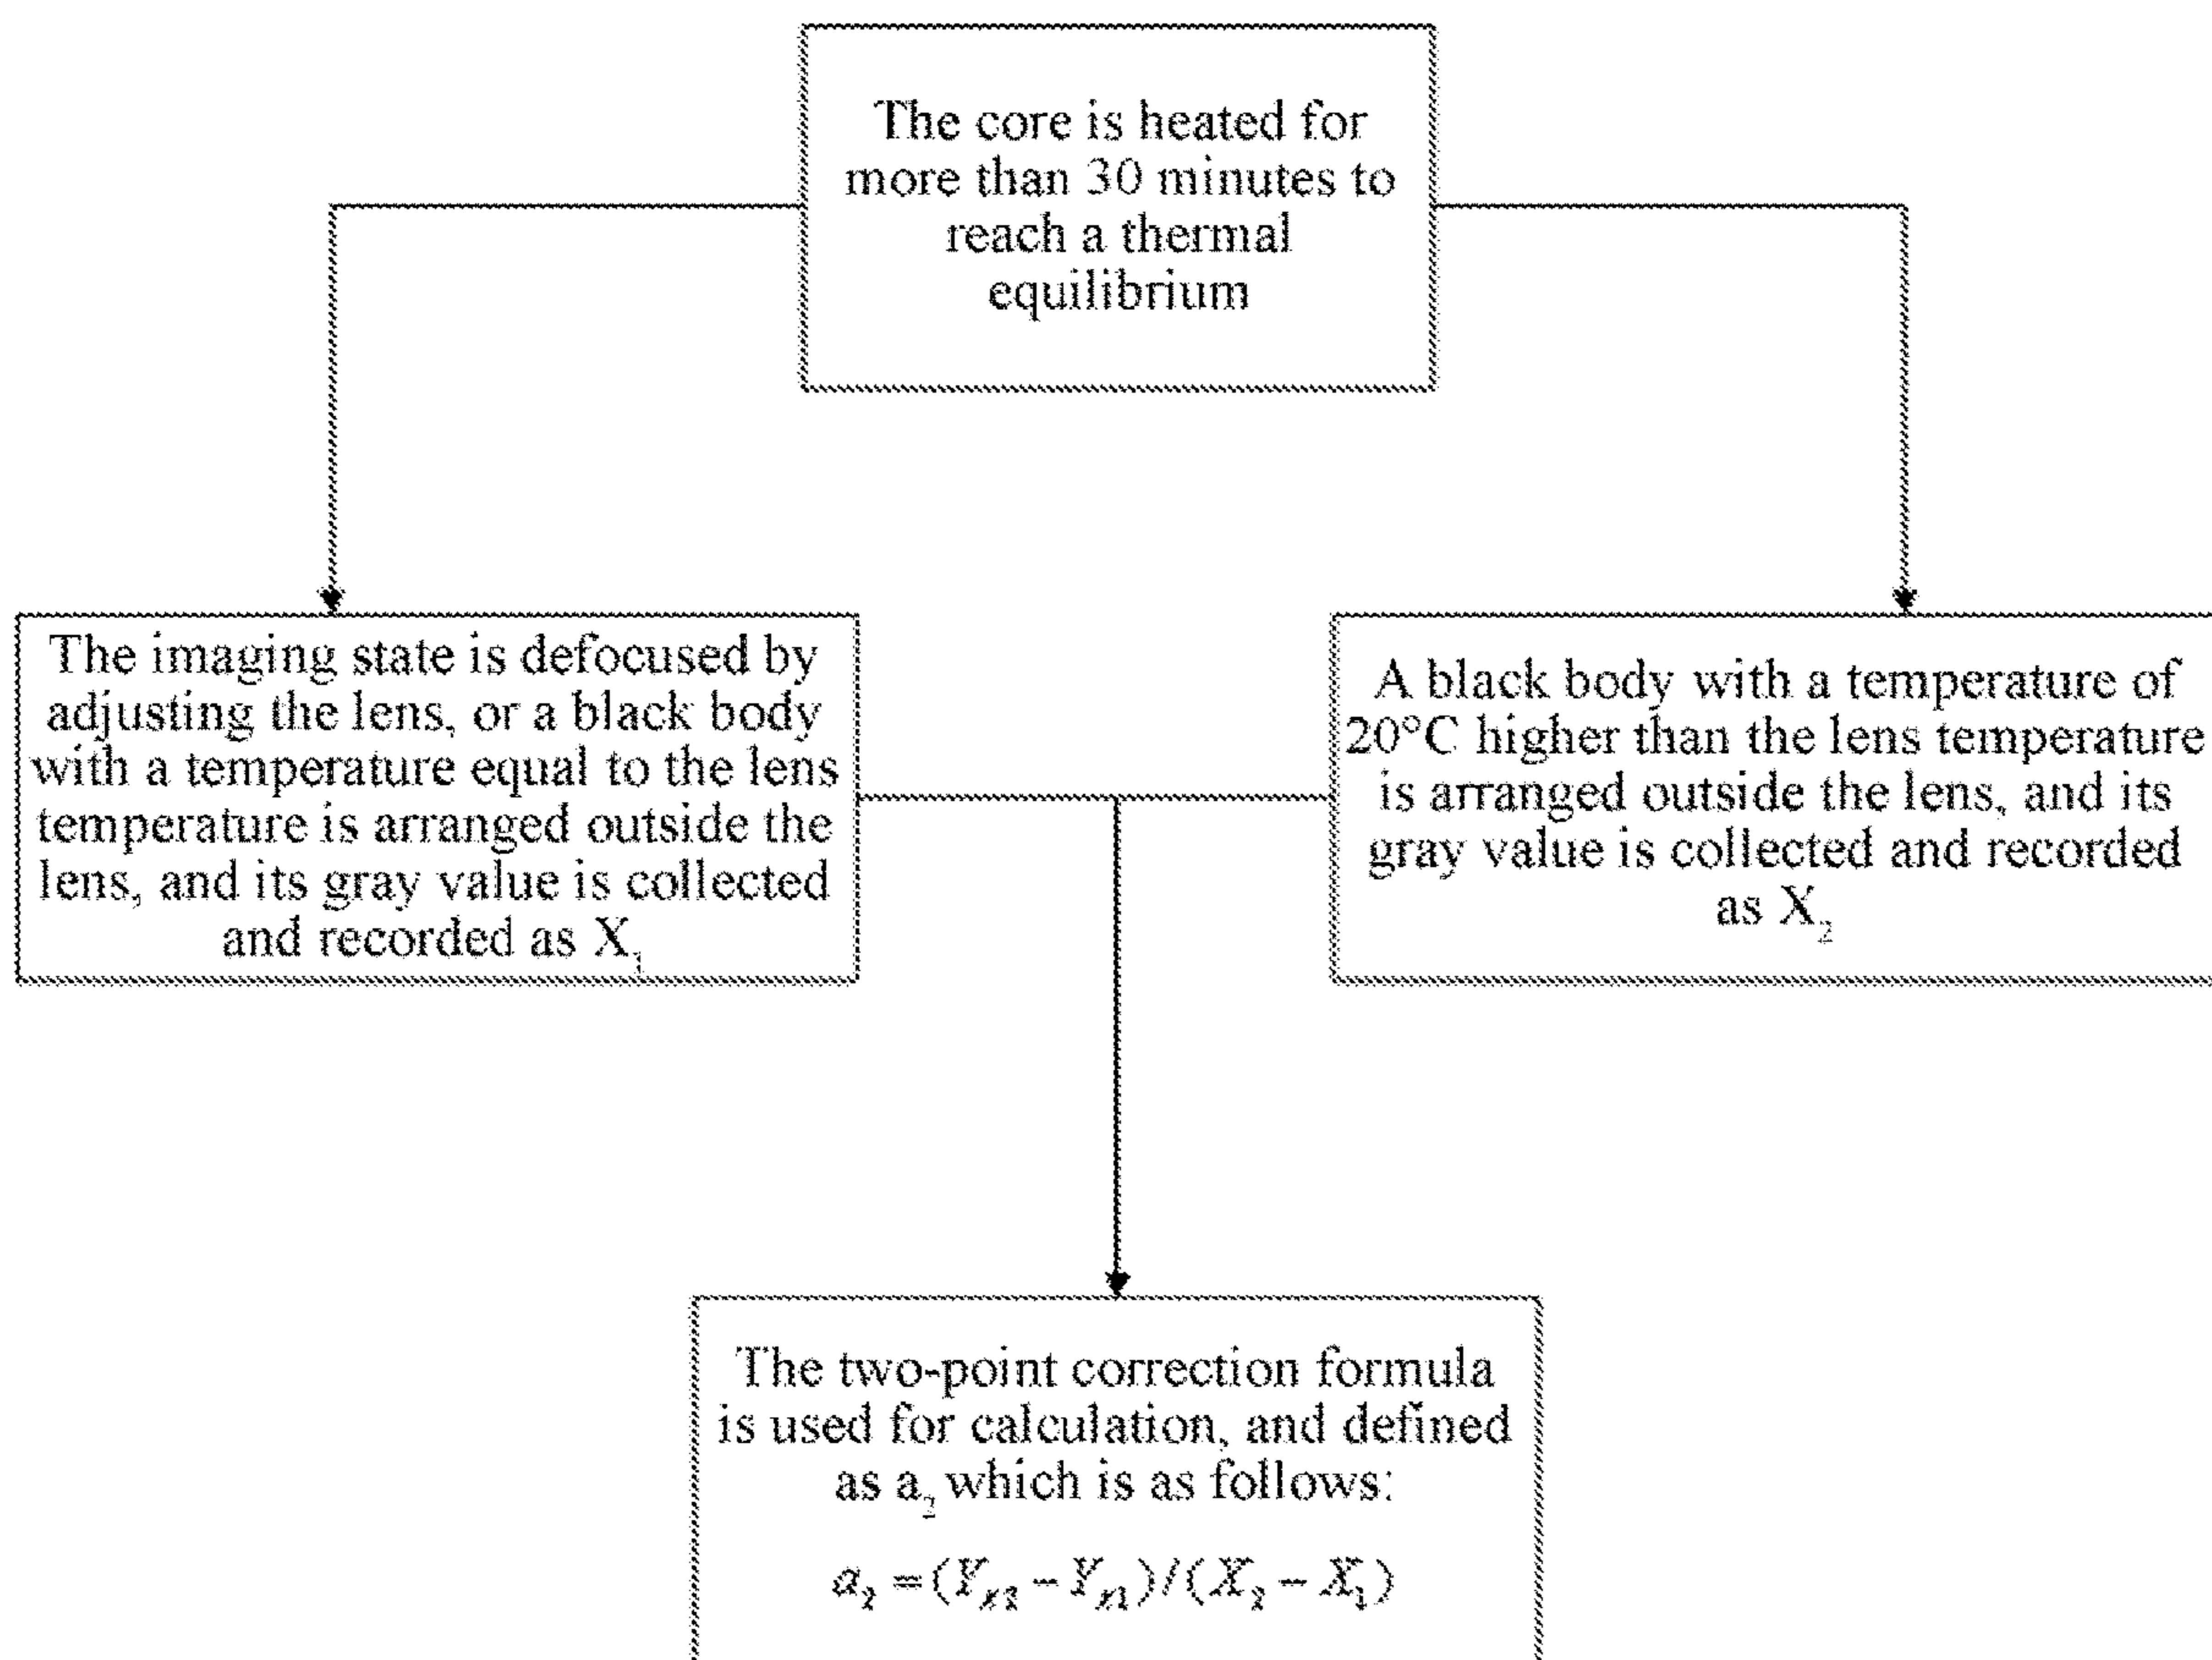 The core is heated for
more than 30 minutes to
reach a thermal
equilibrium
The imaging state is defocused by
adjusting the lens, or a black body
with a temperature equal to the lens
temperature is arranged outside the
lens, and its gray value is collected
and recorded as X₁
A black body with a temperature of
20°C higher than the lens temperature
is arranged outside the lens, and its
gray value is collected and recorded
as X₂
The two-point correction formula
is used for calculation, and defined
as a₂ which is as follows:
a₂ = (Yₓ₂ − Yₓ₁) / (X₂ − X₁)